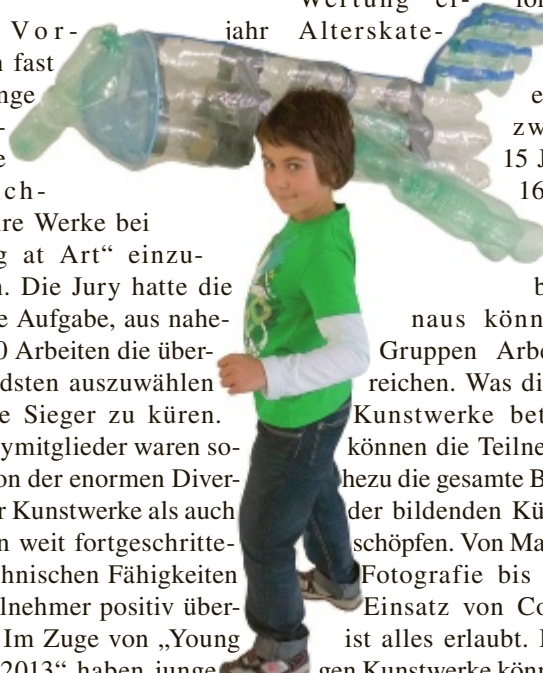 Vor-
n fast
nge
-
e
ch-
re Werke bei
g at Art“ einzu-
n. Die Jury hatte die
e Aufgabe, aus nahe-
0 Arbeiten die über-
dsten auszuwählen
e Sieger zu küren.
ymitglieder waren so-
on der enormen Diver-
r Kunstwerke als auch
n weit fortgeschritte-
hnischen Fähigkeiten
lnehmer positiv über-
Im Zuge von „Young
2013“ haben junge
Wertung er-
jahr Alterskate-
e
zw
15 J
16
b
naus könn
Gruppen Arbe
reichen. Was di
Kunstwerke bet
können die Teilne
hezu die gesamte B
der bildenden Kü
schöpfen. Von Ma
Fotografie bis
Einsatz von Co
ist alles erlaubt.
gen Kunstwerke könn